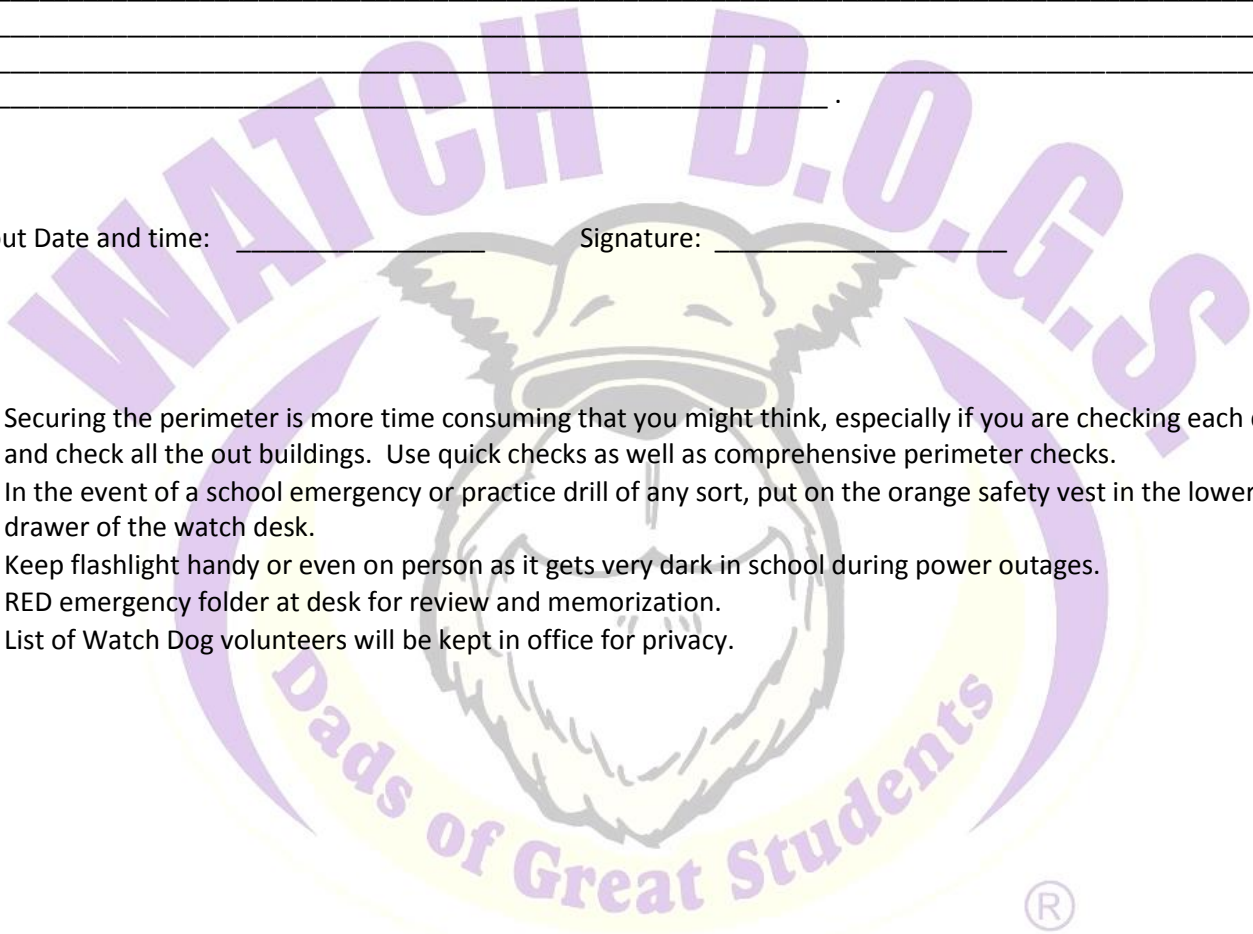 .
WATCH D.O.G.S
out Date and time: __________________ Signature: _____________________
Securing the perimeter is more time consuming that you might think, especially if you are checking each
and check all the out buildings. Use quick checks as well as comprehensive perimeter checks.
In the event of a school emergency or practice drill of any sort, put on the orange safety vest in the lower
drawer of the watch desk.
Keep flashlight handy or even on person as it gets very dark in school during power outages.
RED emergency folder at desk for review and memorization.
List of Watch Dog volunteers will be kept in office for privacy.
Dads of Great Students
®